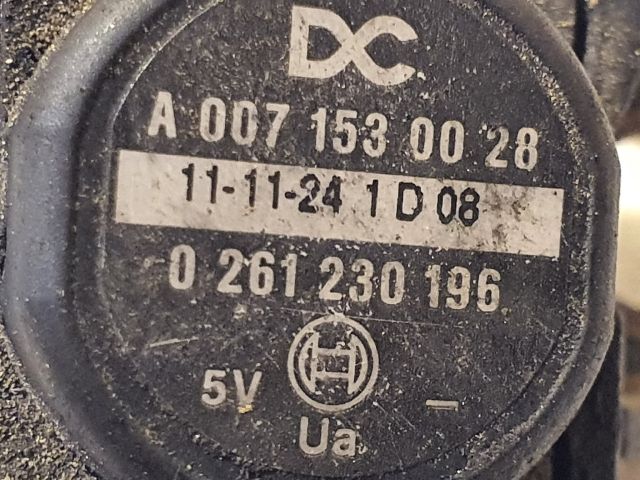 DC
A 007 153 00 28
11-11-24 1 D 08
0 261 230 196
5V –
Ua